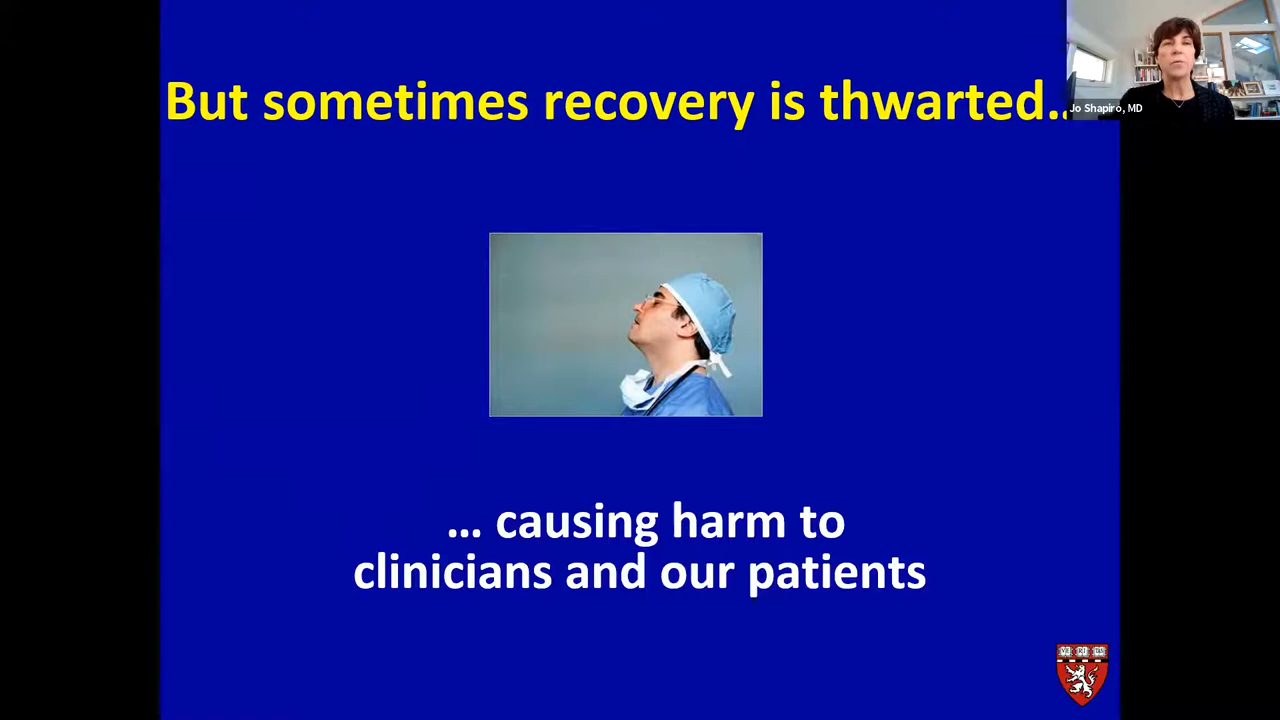 But sometimes recovery is thwarted..
Jo Shapiro, MD
… causing harm to
clinicians and our patients